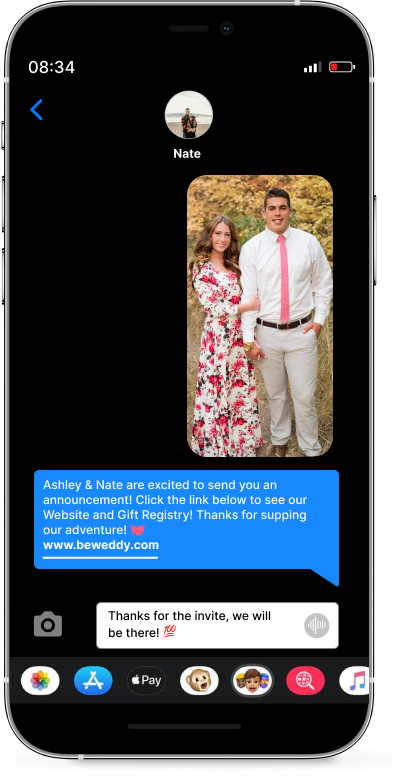 08:34
Nate
Ashley & Nate are excited to send you an
announcement! Click the link below to see our
Website and Gift Registry! Thanks for supping
our adventure! 💗
www.beweddy.com
Thanks for the invite, we will
be there! 💯
Pay